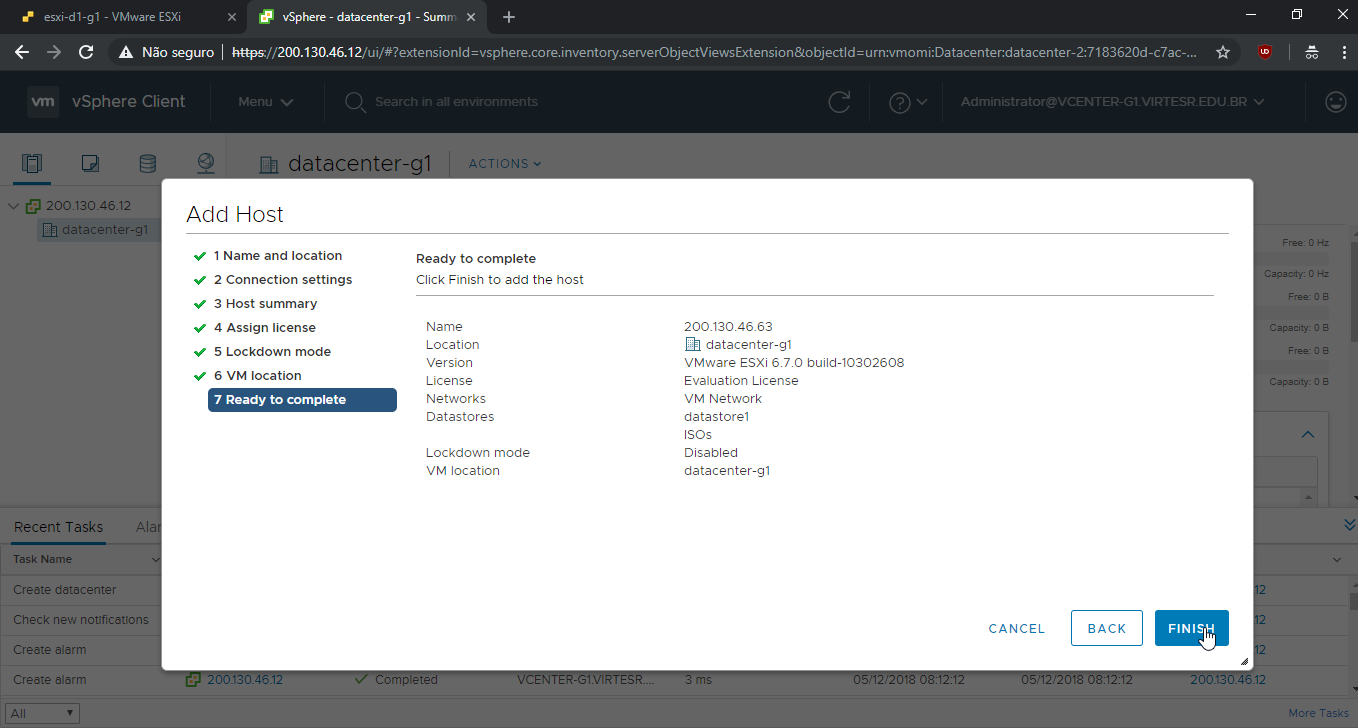 esxi-d1-g1 - VMware ESXi
vSphere - datacenter-g1 - Summ
Não seguro
https://200.130.46.12/ui/#?extensionId=vsphere.core.inventory.serverObjectViewsExtension&objectId=urn:vmomi:Datacenter:datacenter-2:7183620d-c7ac-...
vm vSphere Client Menu Search in all environments Administrator@VCENTER-G1.VIRTESR.EDU.BR
datacenter-g1 ACTIONS
200.130.46.12
datacenter-g1
Free: 0 Hz
Capacity: 0 Hz
Free: 0 B
Capacity: 0 B
Free: 0 B
Capacity: 0 B
Add Host
1 Name and location
2 Connection settings
3 Host summary
4 Assign license
5 Lockdown mode
6 VM location
7 Ready to complete
Ready to complete
Click Finish to add the host
Name 200.130.46.63
Location datacenter-g1
Version VMware ESXi 6.7.0 build-10302608
License Evaluation License
Networks VM Network
Datastores datastore1
ISOs
Lockdown mode Disabled
VM location datacenter-g1
CANCEL BACK FINISH
Recent Tasks Alar
Task Name
Create datacenter 12
Check new notifications 12
Create alarm 12
Create alarm 200.130.46.12 Completed VCENTER-G1.VIRTESR.... 3 ms 05/12/2018 08:12:12 05/12/2018 08:12:12 200.130.46.12
All More Tasks